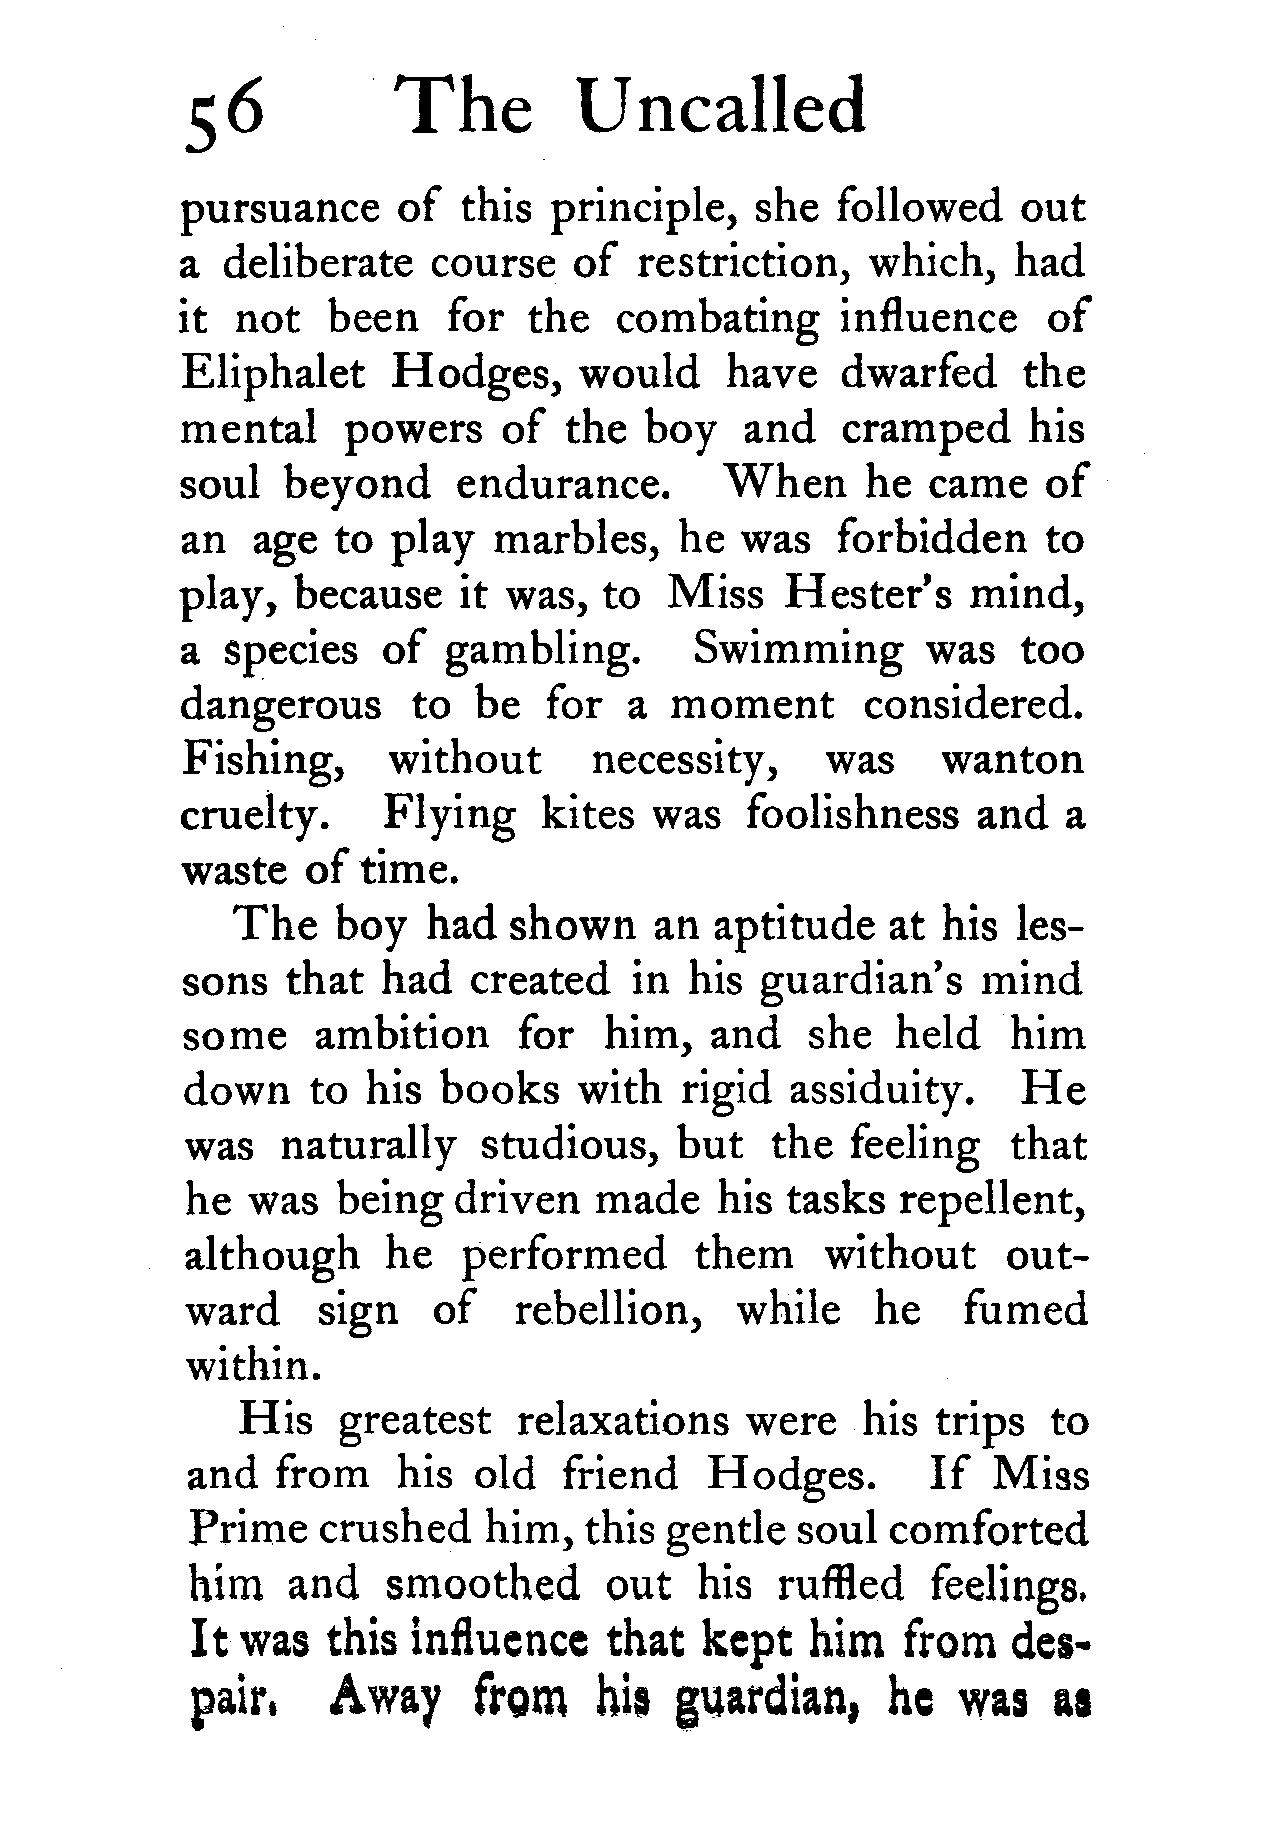 56 The Uncalled
pursuance of this principle, she followed out
a deliberate course of restriction, which, had
it not been for the combating influence of
Eliphalet Hodges, would have dwarfed the
mental powers of the boy and cramped his
soul beyond endurance. When he came of
an age to play marbles, he was forbidden to
play, because it was, to Miss Hester's mind,
a species of gambling. Swimming was too
dangerous to be for a moment considered.
Fishing, without necessity, was wanton
cruelty. Flying kites was foolishness and a
waste of time.
The boy had shown an aptitude at his les-
sons that had created in his guardian's mind
some ambition for him, and she held him
down to his books with rigid assiduity. He
was naturally studious, but the feeling that
he was being driven made his tasks repellent,
although he performed them without out-
ward sign of rebellion, while he fumed
within.
His greatest relaxations were his trips to
and from his old friend Hodges. If Miss
Prime crushed him, this gentle soul comforted
him and smoothed out his ruffled feelings.
It was this influence that kept him from des-
pair. Away from his guardian, he was as